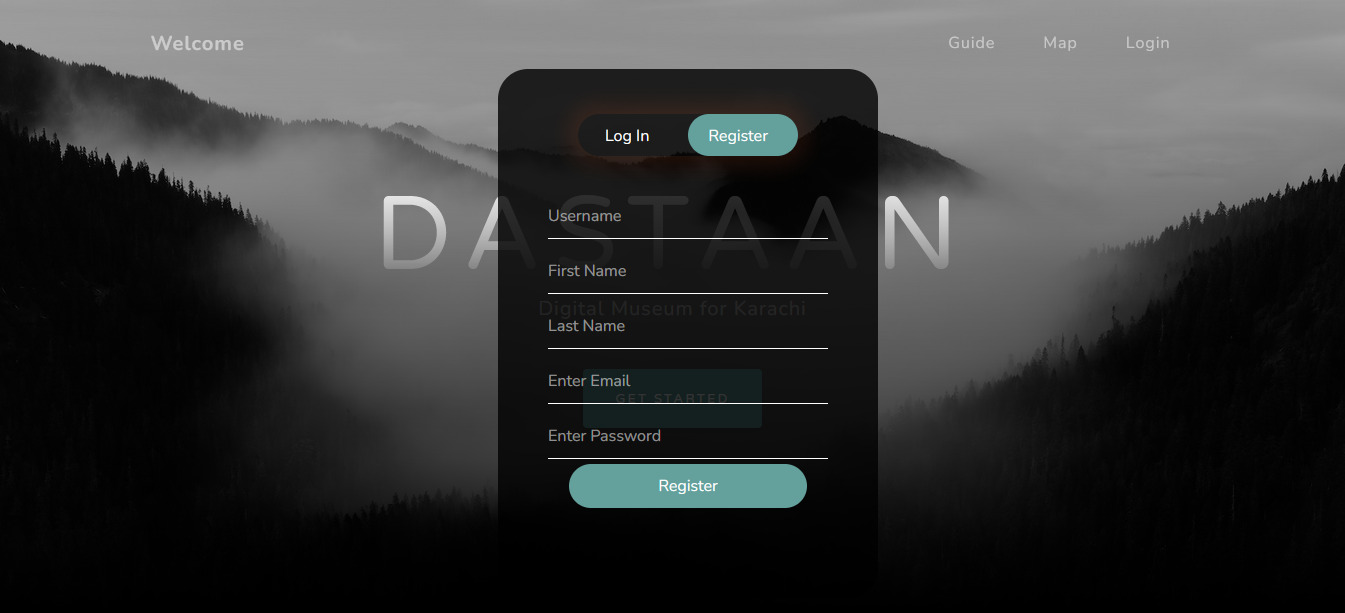 Welcome
Guide Map Login
Log In Register
DASTAAN
Username
First Name
Digital Museum for Karachi
Last Name
Enter Email
GET STARTED
Enter Password
Register